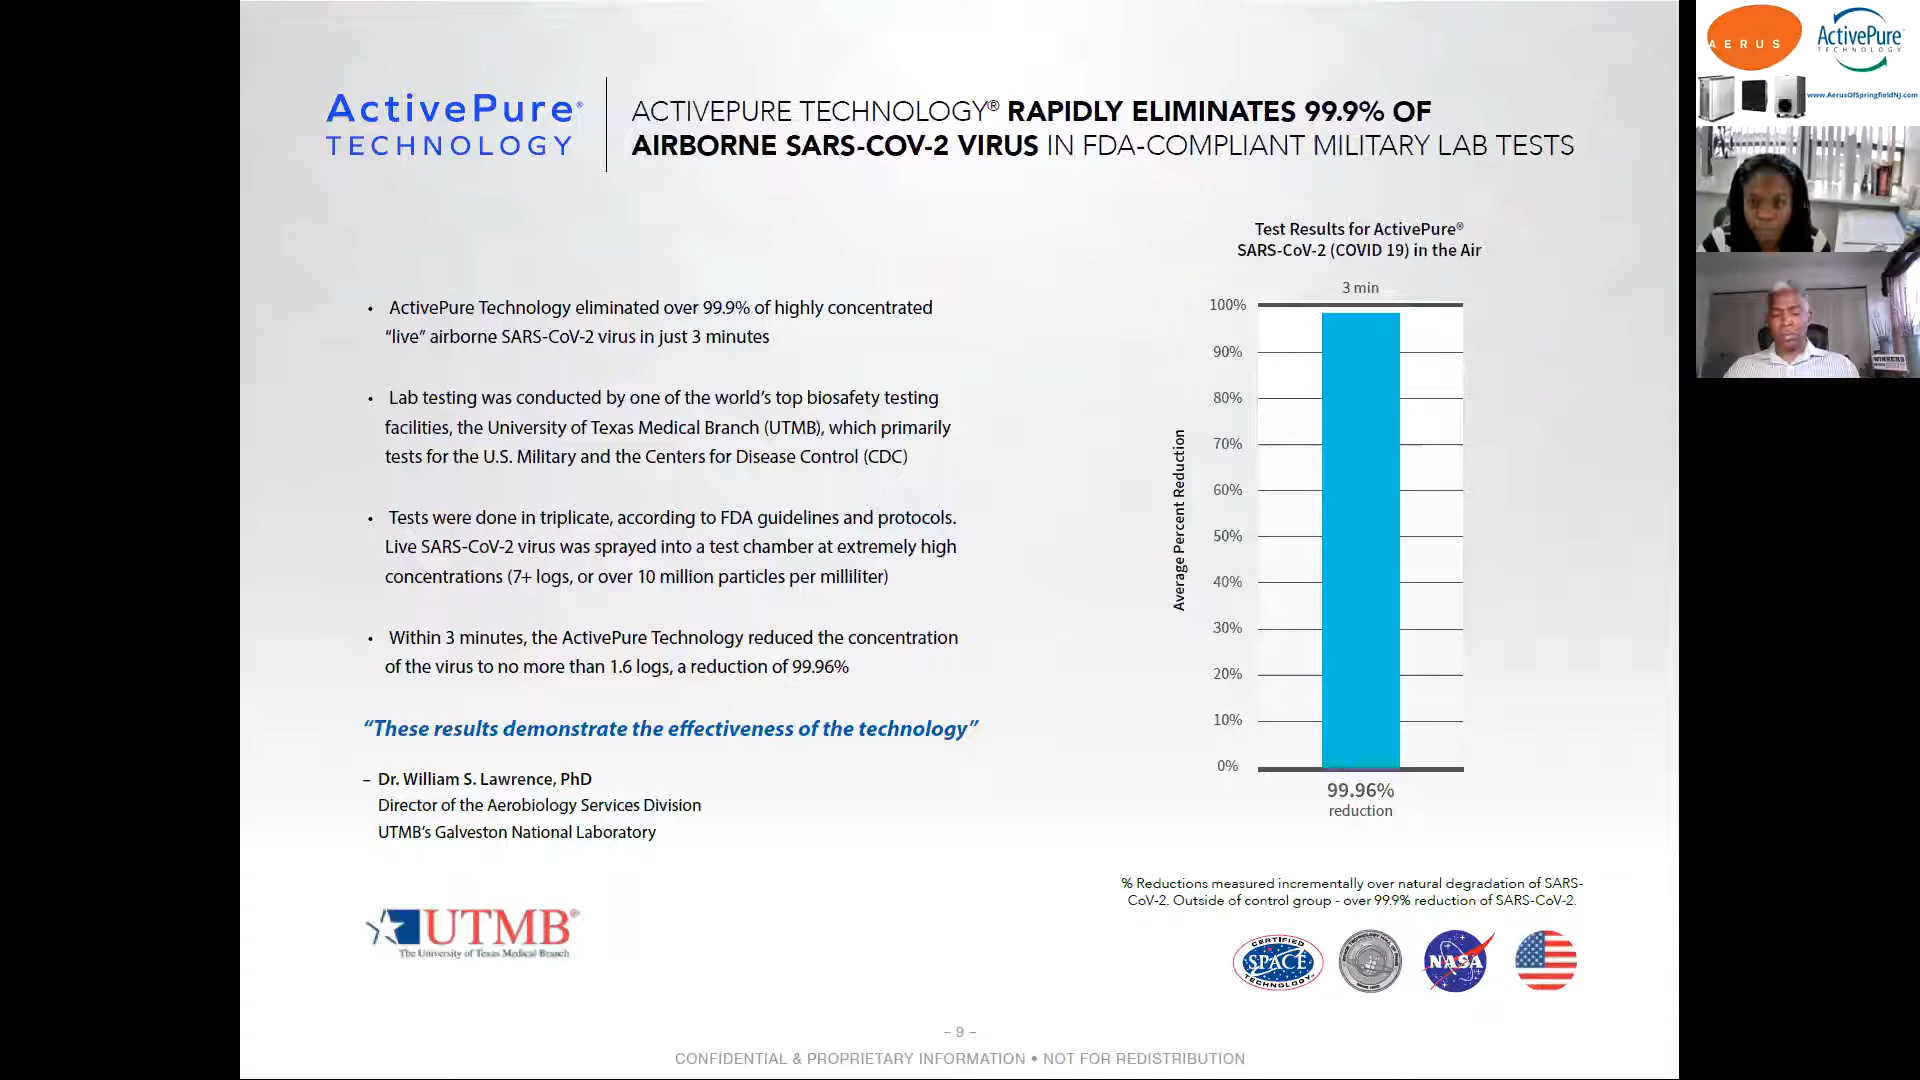 ActivePure®
TECHNOLOGY
ACTIVEPURE TECHNOLOGY® RAPIDLY ELIMINATES 99.9% OF
AIRBORNE SARS-COV-2 VIRUS IN FDA-COMPLIANT MILITARY LAB TESTS
• ActivePure Technology eliminated over 99.9% of highly concentrated
“live” airborne SARS-CoV-2 virus in just 3 minutes
• Lab testing was conducted by one of the world’s top biosafety testing
facilities, the University of Texas Medical Branch (UTMB), which primarily
tests for the U.S. Military and the Centers for Disease Control (CDC)
• Tests were done in triplicate, according to FDA guidelines and protocols.
Live SARS-CoV-2 virus was sprayed into a test chamber at extremely high
concentrations (7+ logs, or over 10 million particles per milliliter)
• Within 3 minutes, the ActivePure Technology reduced the concentration
of the virus to no more than 1.6 logs, a reduction of 99.96%
“These results demonstrate the effectiveness of the technology”
– Dr. William S. Lawrence, PhD
Director of the Aerobiology Services Division
UTMB’s Galveston National Laboratory
UTMB®
The University of Texas Medical Branch
Test Results for ActivePure®
SARS-CoV-2 (COVID 19) in the Air
3 min
100%
90%
80%
70%
60%
50%
40%
30%
20%
10%
0%
Average Percent Reduction
99.96%
reduction
% Reductions measured incrementally over natural degradation of SARS-
CoV-2. Outside of control group - over 99.9% reduction of SARS-CoV-2.
CERTIFIED
SPACE
TECHNOLOGY
NASA
– 9 –
CONFIDENTIAL & PROPRIETARY INFORMATION • NOT FOR REDISTRIBUTION
AERUS
ActivePure
TECHNOLOGY
www.AerusOfSpringfieldNJ.com
WINNERS